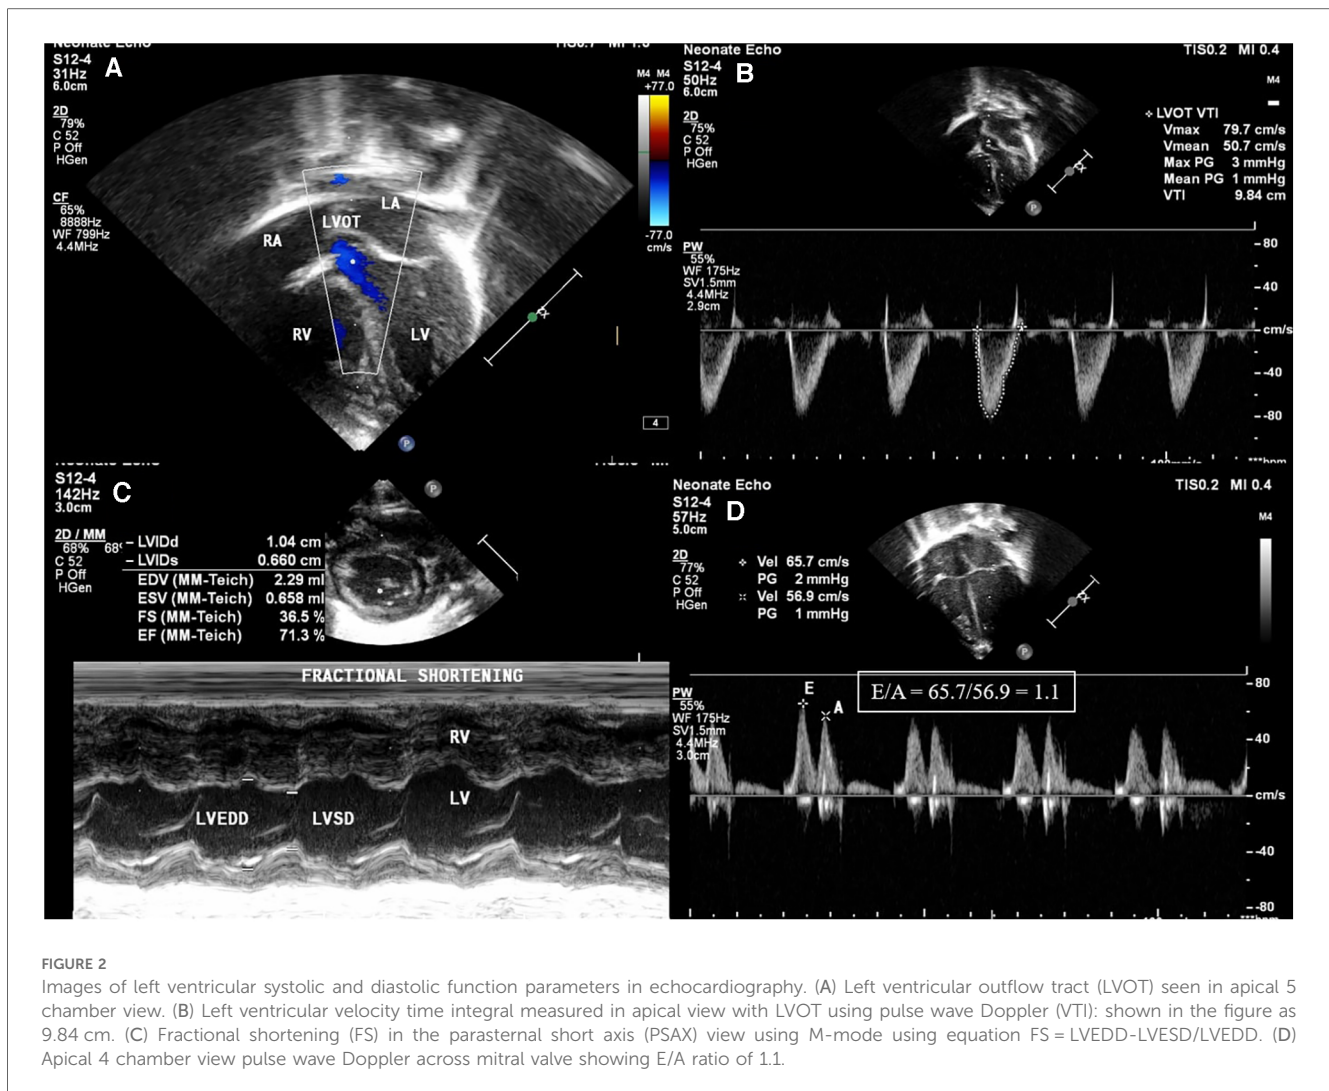 Neonate Echo
TIS0.7 MI 1.0
S12-4
31Hz
6.0cm
A
2D
79%
C 52
P Off
HGen
CF
65%
8888Hz
WF 799Hz
4.4MHz
M4 M4
+77.0
-77.0
cm/s
LA
LVOT
RA
RV
LV
P
4
Neonate Echo
TIS0.2 MI 0.4
S12-4
50Hz
6.0cm
B
M4
2D
75%
C 52
P Off
HGen
LVOT VTI
Vmax 79.7 cm/s
Vmean 50.7 cm/s
Max PG 3 mmHg
Mean PG 1 mmHg
VTI 9.84 cm
P
PW
55%
WF 175Hz
SV1.5mm
4.4MHz
2.9cm
80
40
cm/s
-40
-80
Neonate Echo
S12-4
142Hz
3.0cm
C
P
2D / MM
68% 68
C 52
P Off
HGen
LVIDd 1.04 cm
LVIDs 0.660 cm
EDV (MM-Teich) 2.29 ml
ESV (MM-Teich) 0.658 ml
FS (MM-Teich) 36.5 %
EF (MM-Teich) 71.3 %
FRACTIONAL SHORTENING
RV
LV
LVEDD LVSD
Neonate Echo
TIS0.2 MI 0.4
S12-4
57Hz
5.0cm
D
M4
2D
77%
C 52
P Off
HGen
Vel 65.7 cm/s
PG 2 mmHg
Vel 56.9 cm/s
PG 1 mmHg
P
E/A = 65.7/56.9 = 1.1
E
A
PW
55%
WF 175Hz
SV1.5mm
4.4MHz
3.0cm
80
40
cm/s
-40
-80
FIGURE 2
Images of left ventricular systolic and diastolic function parameters in echocardiography. (A) Left ventricular outflow tract (LVOT) seen in apical 5
chamber view. (B) Left ventricular velocity time integral measured in apical view with LVOT using pulse wave Doppler (VTI): shown in the figure as
9.84 cm. (C) Fractional shortening (FS) in the parasternal short axis (PSAX) view using M-mode using equation FS = LVEDD-LVESD/LVEDD. (D)
Apical 4 chamber view pulse wave Doppler across mitral valve showing E/A ratio of 1.1.